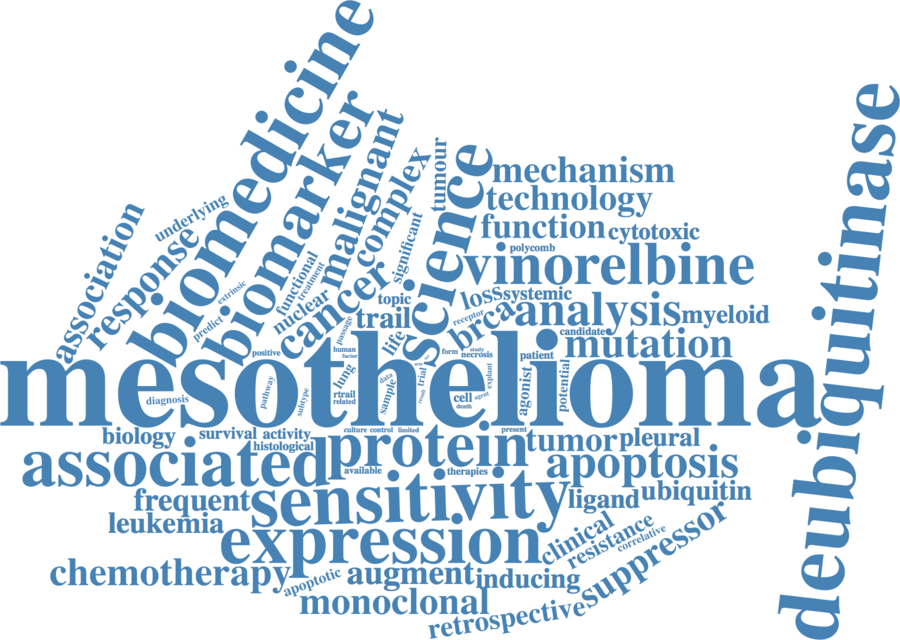 biomedicine
biomarker
malignant
complex
tumour
science
mechanism
technology
function
cytotoxic
polycomb
deubiquitinase
association
underlying
response
predict
extrinsic
functional
treatment
nuclear
significant
cancer
topic
trail
passage
life
vinorelbine
loss
systemic
receptor
brca
analysis
myeloid
candidate
mutation
mesothelioma
positive
human
factor
form
study
necrosis
patient
diagnosis
pathway
subtype
lung
rtrail
related
data
sample
trial
result
cell
death
agent
explant
agonist
potential
biology
survival
activity
histological
culture
control
limited
present
protein
tumor
pleural
associated
available
therapies
apoptosis
frequent
sensitivity
ligand
ubiquitin
leukemia
expression
clinical
resistance
correlative
suppressor
chemotherapy
apoptotic
augment
inducing
monoclonal
retrospective